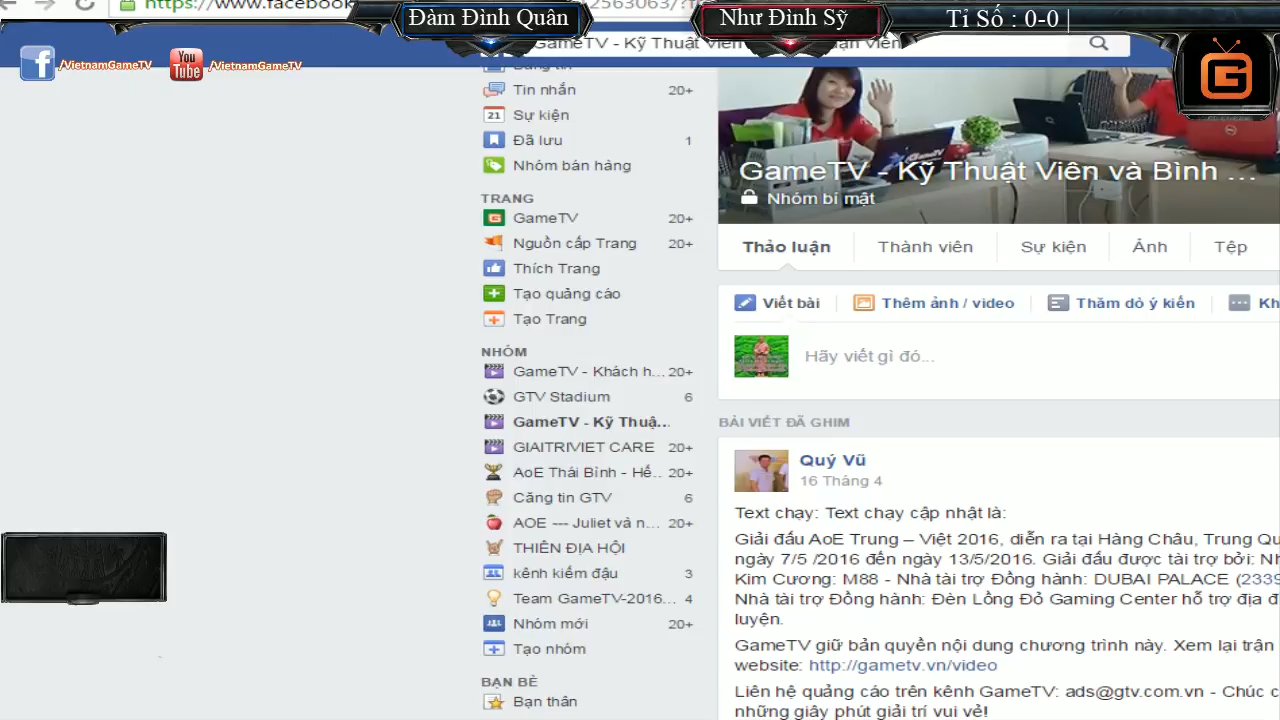 https://www.facebook
2563063/?
Đàm Đình Quân
Như Đình Sỹ
Tỉ Số : 0-0 |
GameTV - Kỹ Thuật Viên
/VietnamGameTV
You Tube
/VietnamGameTV
Tin nhắn 20+
21 Sự kiện
Đã lưu 1
Nhóm bán hàng
TRANG
GameTV 20+
Nguồn cấp Trang 20+
Thích Trang
Tạo quảng cáo
Tạo Trang
NHÓM
GameTV - Khách h... 20+
GTV Stadium 6
GameTV - Kỹ Thuậ...
GIAITRIVIET CARE 20+
AoE Thái Bình - Hế... 20+
Căng tin GTV 6
AOE --- Juliet và n... 20+
THIÊN ĐỊA HỘI
kênh kiếm đậu 3
Team GameTV-2016... 4
Nhóm mới 20+
Tạo nhóm
BẠN BÈ
Bạn thân
GameTV - Kỹ Thuật Viên và Bình ...
Nhóm bí mật
Thảo luận Thành viên Sự kiện Ảnh Tệp
Viết bài Thêm ảnh / video Thăm dò ý kiến Kh
Hãy viết gì đó...
BÀI VIẾT ĐÃ GHIM
Quý Vũ
16 Tháng 4
Text chạy: Text chạy cập nhật là:
Giải đấu AoE Trung – Việt 2016, diễn ra tại Hàng Châu, Trung Qu
ngày 7/5 /2016 đến ngày 13/5/2016. Giải đấu được tài trợ bởi: Nh
Kim Cương: M88 - Nhà tài trợ Đồng hành: DUBAI PALACE (2339
Nhà tài trợ Đồng hành: Đèn Lồng Đỏ Gaming Center hỗ trợ địa đ
luyện.
GameTV giữ bản quyền nội dung chương trình này. Xem lại trận
website: http://gametv.vn/video
Liên hệ quảng cáo trên kênh GameTV: ads@gtv.com.vn - Chúc c
những giây phút giải trí vui vẻ!